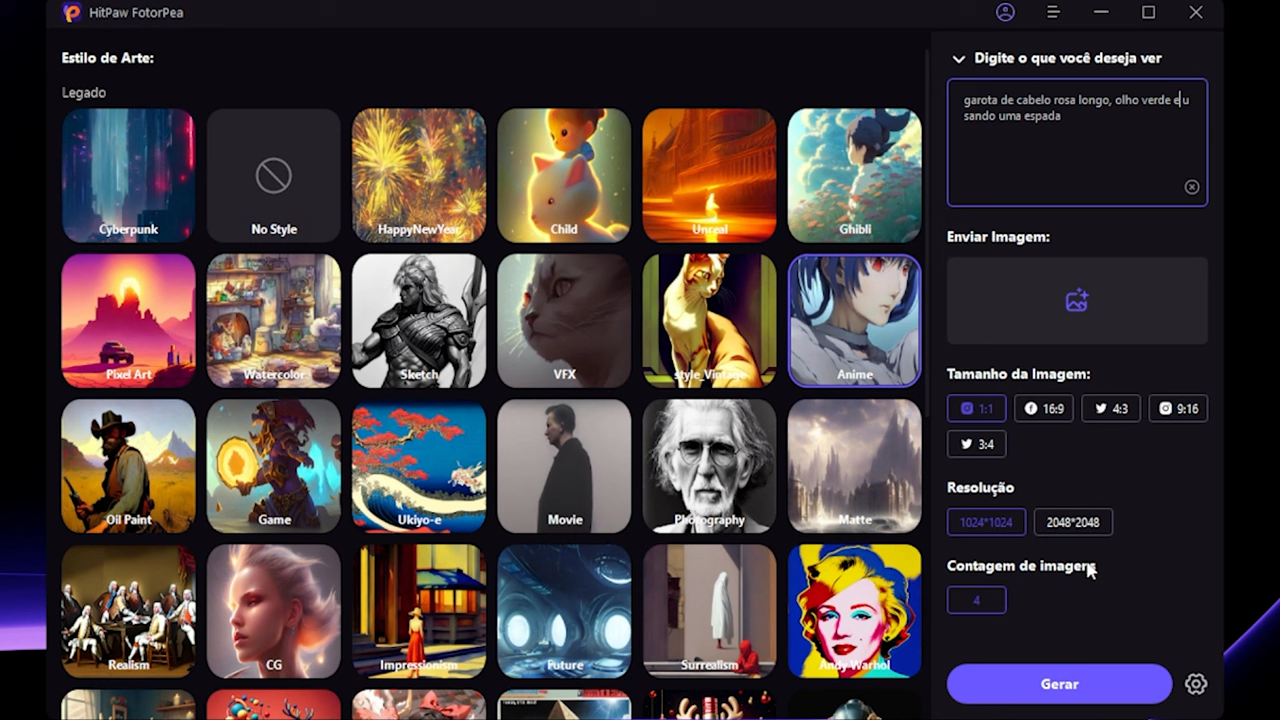 HitPaw FotorPea
Estilo de Arte:
Legado
Cyberpunk
No Style
HappyNewYear
Child
Unreal
Ghibli
Pixel Art
Watercolor
Sketch
VFX
style_Vintage
Anime
Oil Paint
Game
Ukiyo-e
Movie
Photography
Matte
Realism
CG
Impressionism
Future
Surrealism
Andy Warhol
Digite o que você deseja ver
garota de cabelo rosa longo, olho verde e u
sando uma espada
Enviar Imagem:
Tamanho da Imagem:
1:1
16:9
4:3
9:16
3:4
Resolução
1024*1024
2048*2048
Contagem de imagens
4
Gerar